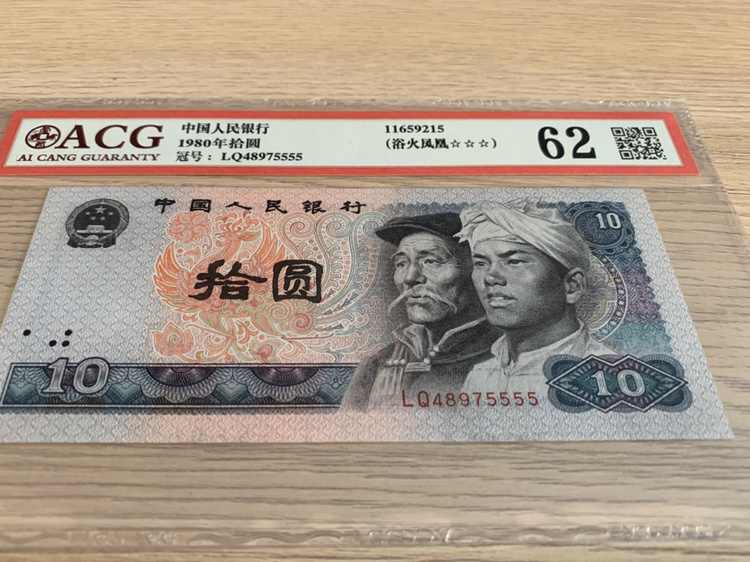 ACG
AI CANG GUARANTY
中国人民银行
1980年拾圆
冠号：LQ48975555
11659215
(浴火凤凰☆☆☆)
62
中国人民银行
10
拾圆
10
LQ48975555
10